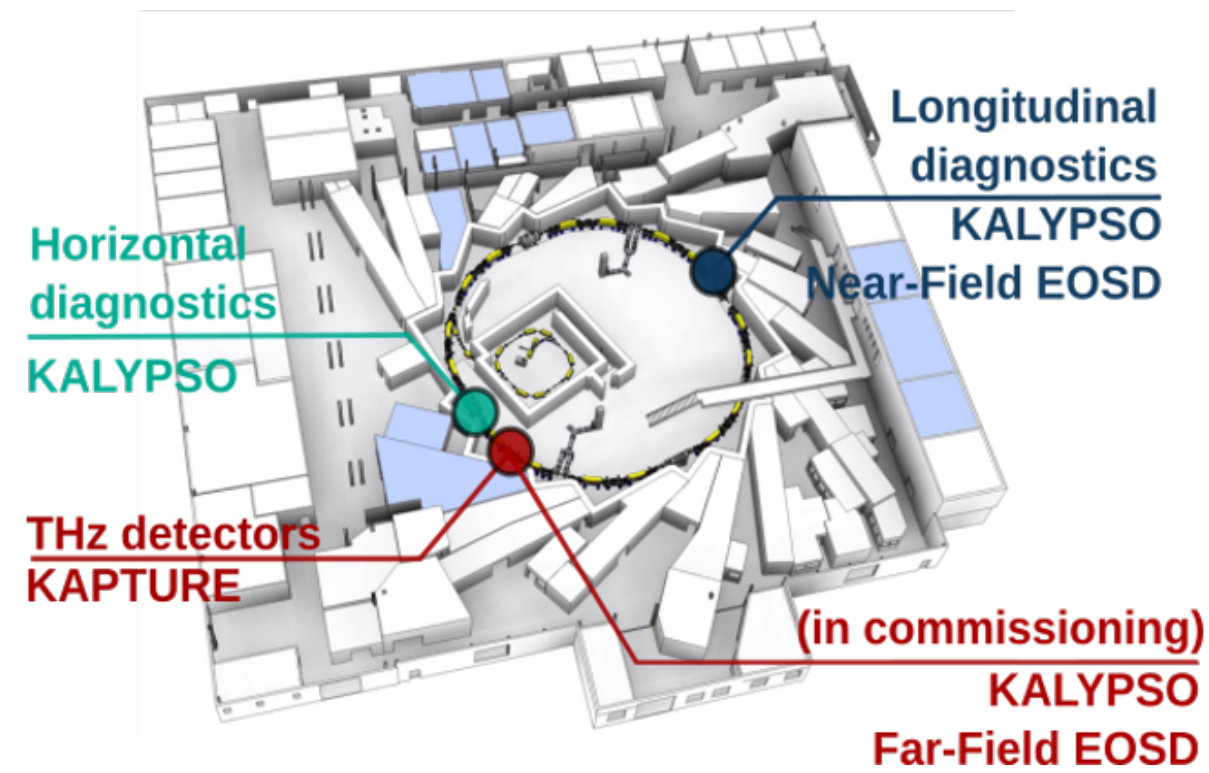 Longitudinal
diagnostics
KALYPSO
Near-Field EOSD
Horizontal
diagnostics
KALYPSO
THz detectors
KAPTURE
(in commissioning)
KALYPSO
Far-Field EOSD